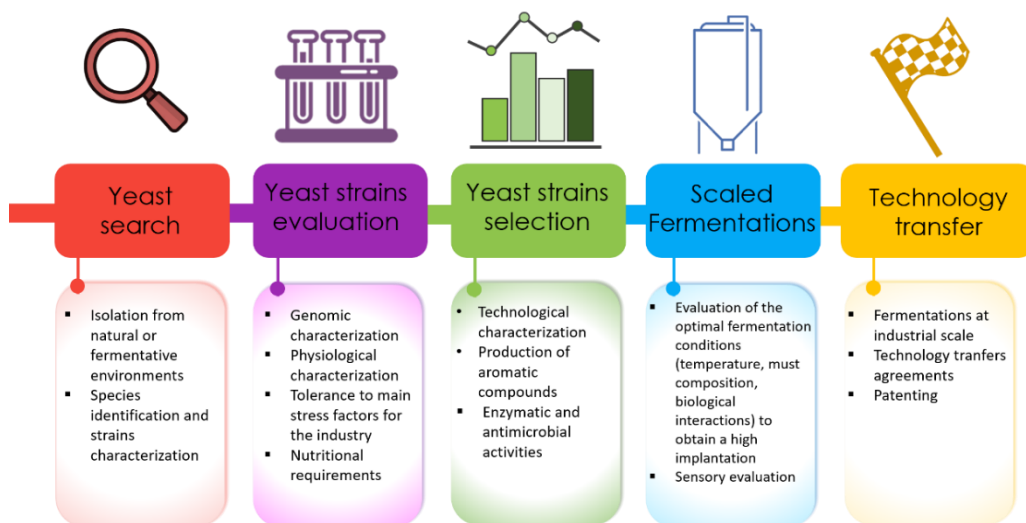 Yeast
search
Yeast strains
evaluation
Yeast strains
selection
Scaled
Fermentations
Technology
transfer
▪ Isolation from
natural or
fermentative
environments
▪ Species
identification and
strains
characterization
▪ Genomic
characterization
▪ Physiological
characterization
▪ Tolerance to main
stress factors for
the industry
▪ Nutritional
requirements
• Technological
characterization
• Production of
aromatic
compounds
▪ Enzymatic and
antimicrobial
activities
▪ Evaluation of the
optimal fermentation
conditions
(temperature, must
composition,
biological
interactions) to
obtain a high
implantation
▪ Sensory evaluation
▪ Fermentations at
industrial scale
▪ Technology tranfers
agreements
▪ Patenting